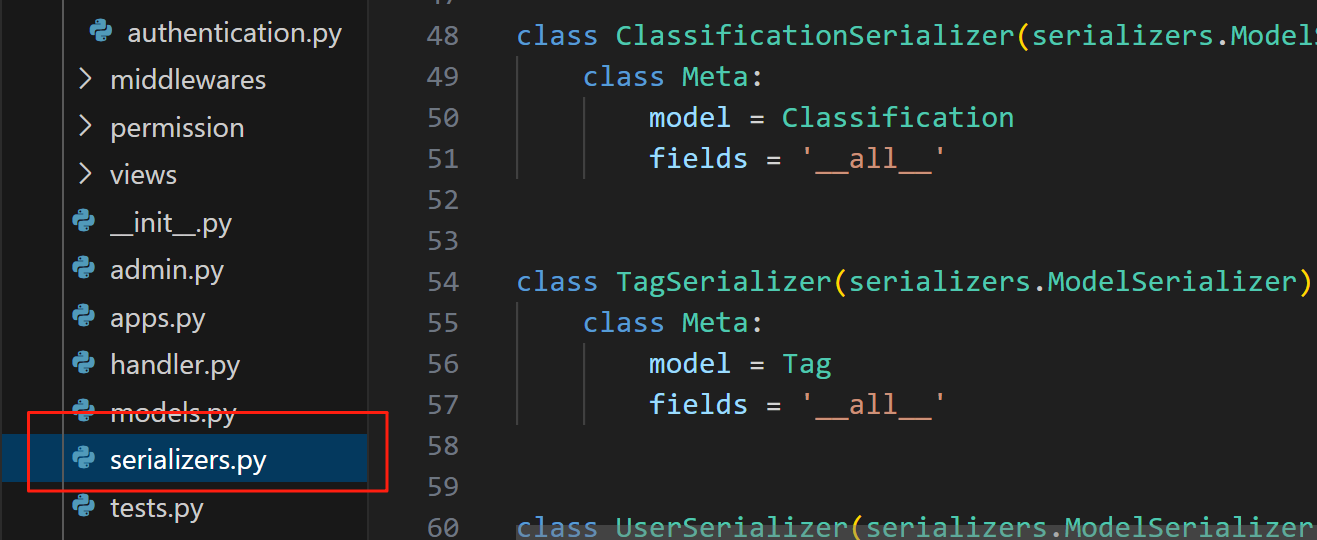 authentication.py
middlewares
permission
views
__init__.py
admin.py
apps.py
handler.py
models.py
serializers.py
tests.py
48 class ClassificationSerializer(serializers.ModelS
49 class Meta:
50 model = Classification
51 fields = '__all__'
52
53
54 class TagSerializer(serializers.ModelSerializer)
55 class Meta:
56 model = Tag
57 fields = '__all__'
58
59
60 class UserSerializer(serializers.ModelSerializer